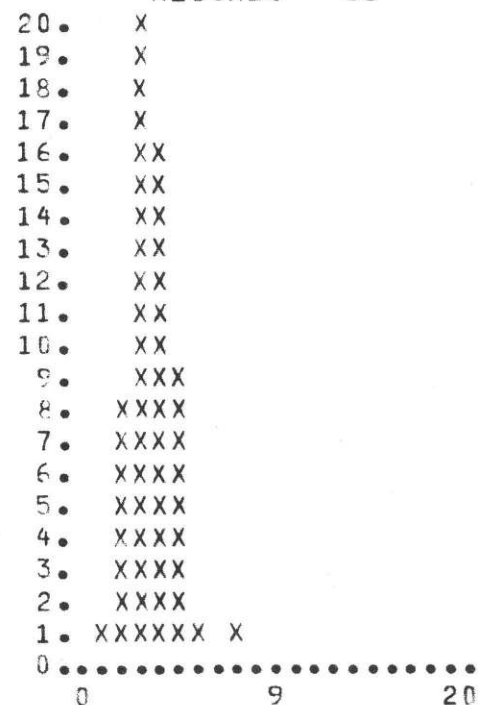 20. X
19. X
18. X
17. X
16. XX
15. XX
14. XX
13. XX
12. XX
11. XX
10. XX
9. XXX
8. XXXX
7. XXXX
6. XXXX
5. XXXX
4. XXXX
3. XXXX
2. XXXX
1. XXXXXX X
0......................
0 9 20